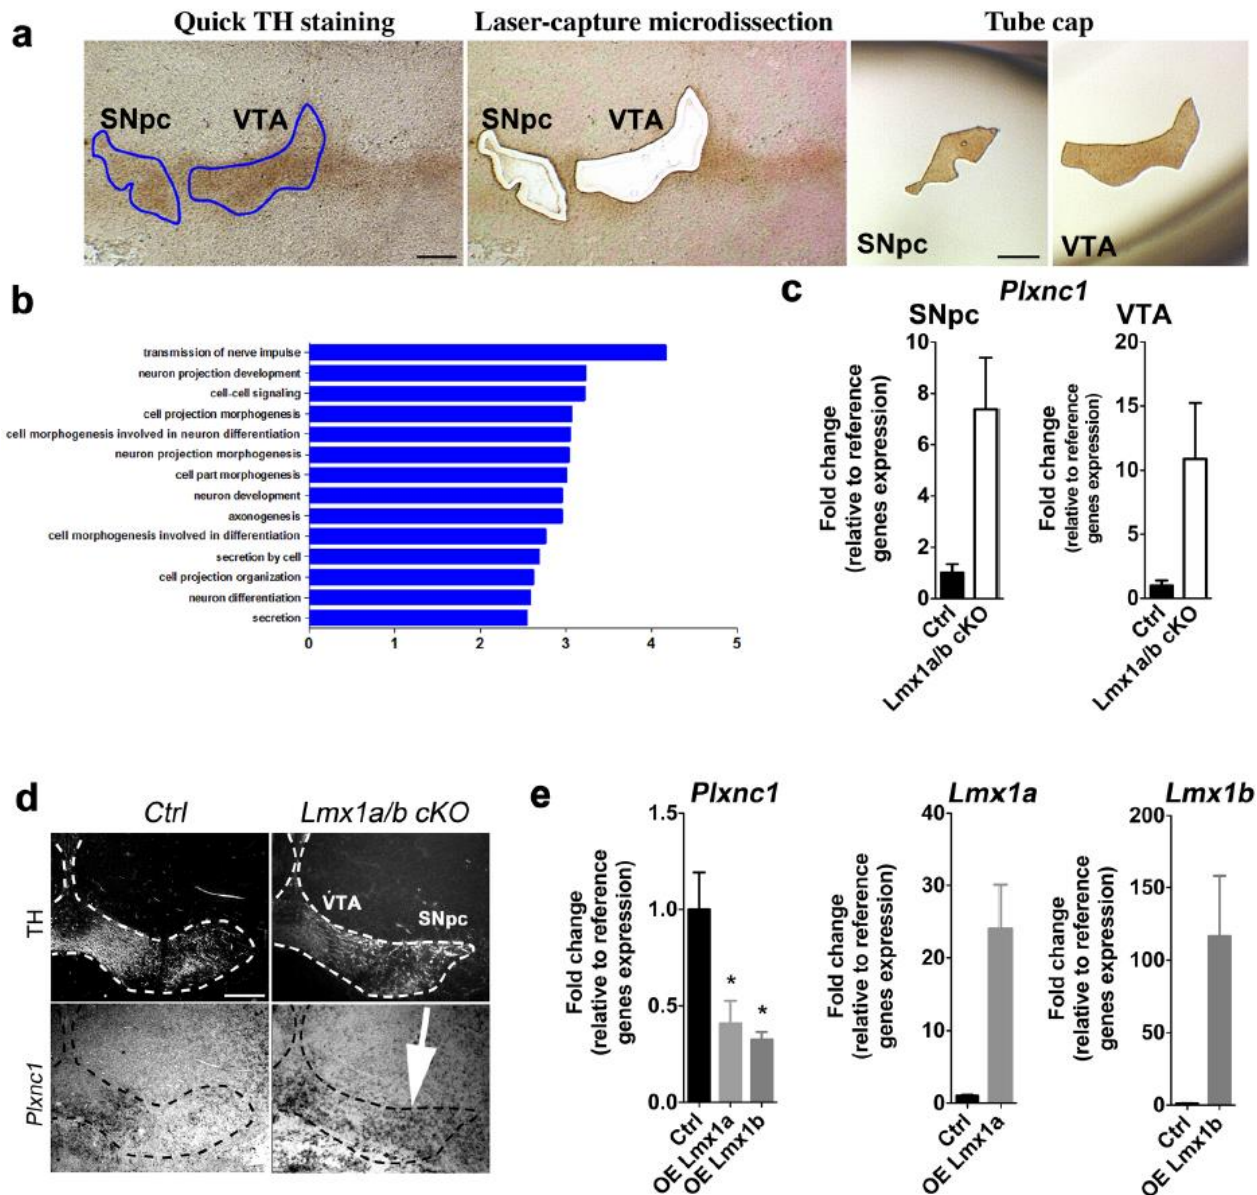 a
Quick TH staining
Laser-capture microdissection
Tube cap
SNpc
VTA
SNpc
VTA
SNpc
VTA
b
transmission of nerve impulse
neuron projection development
cell-cell signaling
cell projection morphogenesis
cell morphogenesis involved in neuron differentiation
neuron projection morphogenesis
cell part morphogenesis
neuron development
axonogenesis
cell morphogenesis involved in differentiation
secretion by cell
cell projection organization
neuron differentiation
secretion
0 1 2 3 4 5
c
Plxnc1
SNpc
Fold change
(relative to reference
genes expression)
10
8
6
4
2
0
Ctrl
Lmx1a/b cKO
VTA
Fold change
(relative to reference
genes expression)
20
15
10
5
0
Ctrl
Lmx1a/b cKO
d
Ctrl
Lmx1a/b cKO
TH
VTA
SNpc
Plxnc1
e
Plxnc1
Fold change
(relative to reference
genes expression)
1.5
1.0
0.5
0.0
*
*
Ctrl
OE Lmx1a
OE Lmx1b
Lmx1a
Fold change
(relative to reference
genes expression)
40
30
20
10
0
Ctrl
OE Lmx1a
Lmx1b
Fold change
(relative to reference
genes expression)
200
150
100
50
0
Ctrl
OE Lmx1b